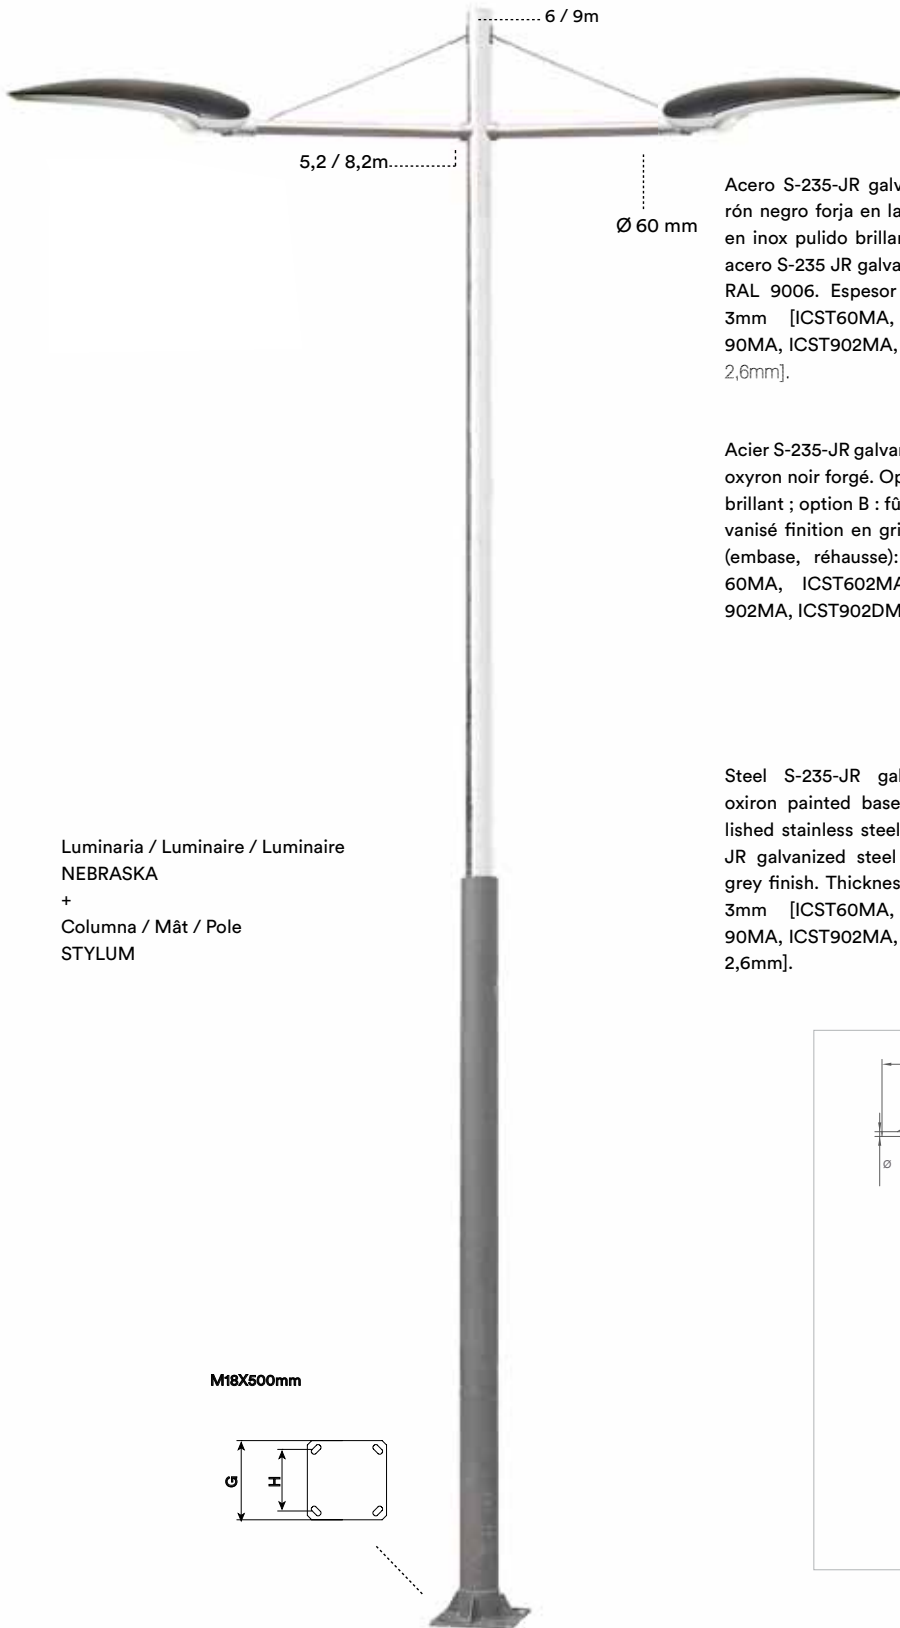 6 / 9m
5,2 / 8,2m
Ø 60 mm
Acero S-235-JR galv
rón negro forja en la
en inox pulido brillar
acero S-235 JR galva
RAL 9006. Espesor
3mm [ICST60MA,
90MA, ICST902MA,
2,6mm].
Acier S-235-JR galvar
oxyron noir forgé. Op
brillant ; option B : fû
vanisé finition en gri
(embase, réhausse):
60MA, ICST602MA
902MA, ICST902DM
Steel S-235-JR gal
oxiron painted base
lished stainless steel
JR galvanized steel
grey finish. Thicknes
3mm [ICST60MA,
90MA, ICST902MA,
2,6mm].
Luminaria / Luminaire / Luminaire
NEBRASKA
+
Columna / Mât / Pole
STYLUM
Ø
M18X500mm
G
H